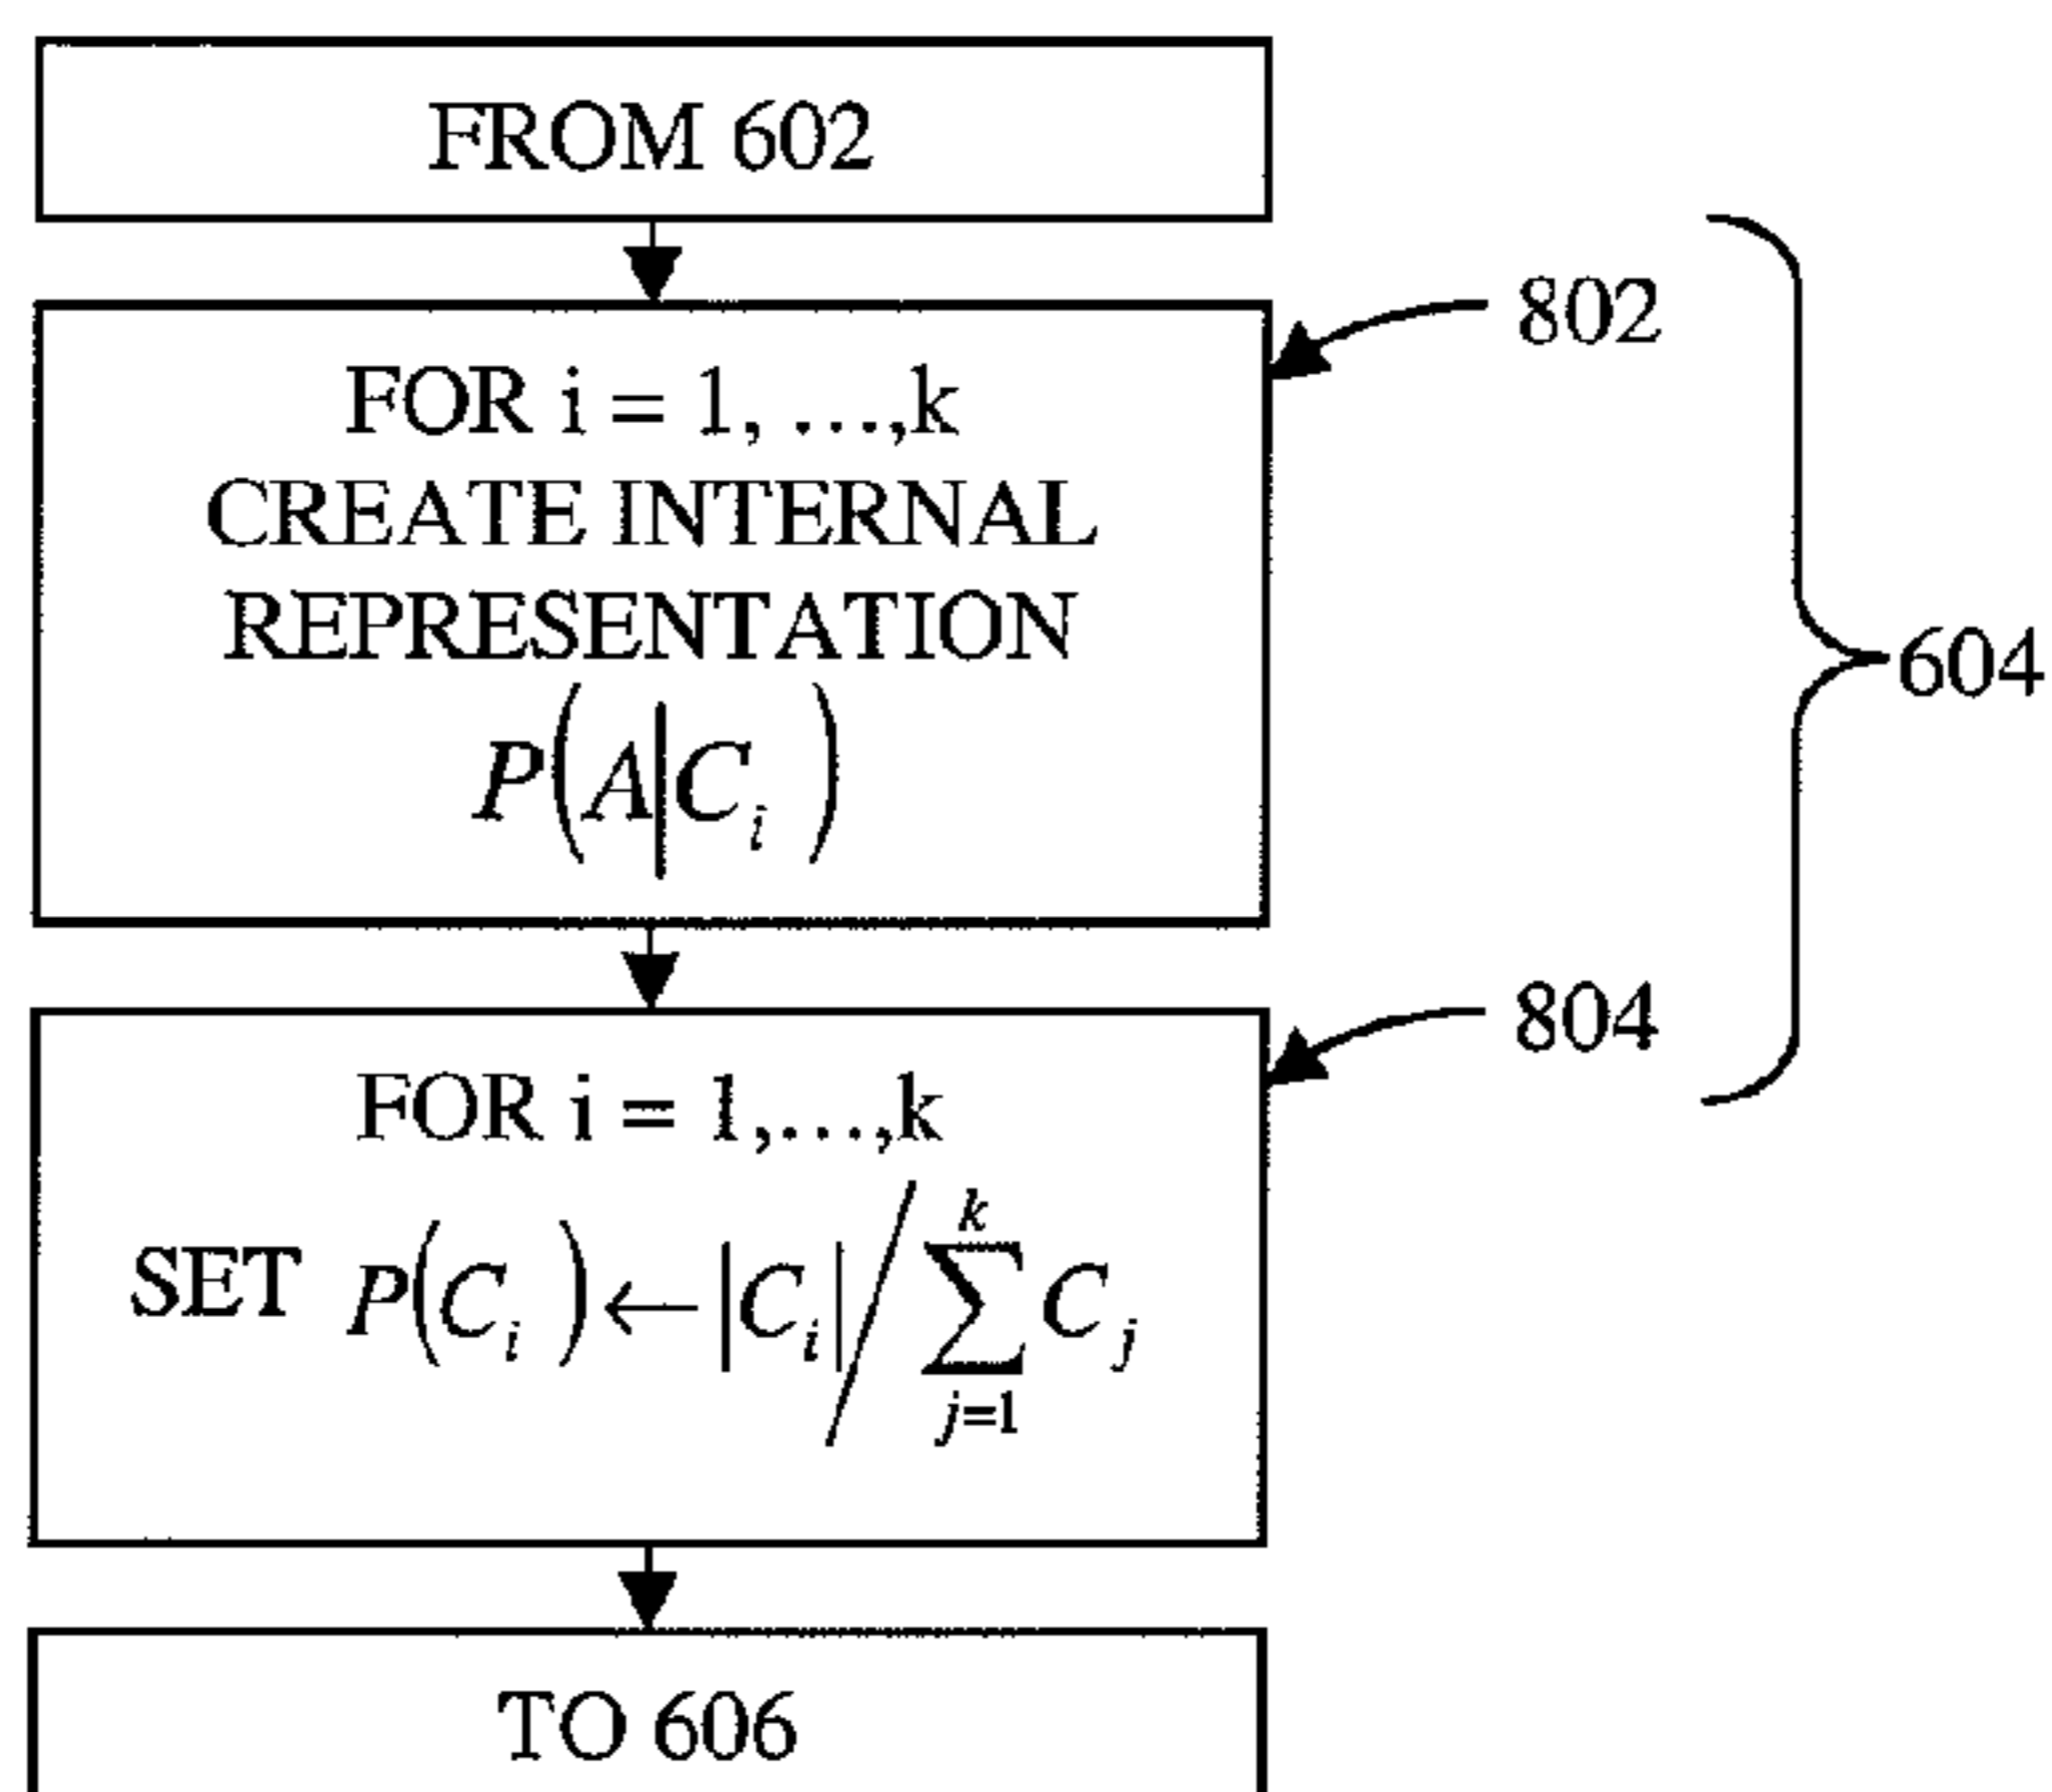 FROM 602
802
FOR i = 1, ...,k
CREATE INTERNAL
REPRESENTATION
P(A|C_i)
604
804
FOR i = 1,...,k
SET P(C_i)←|C_i|/∑_{j=1}^{k} C_j
TO 606